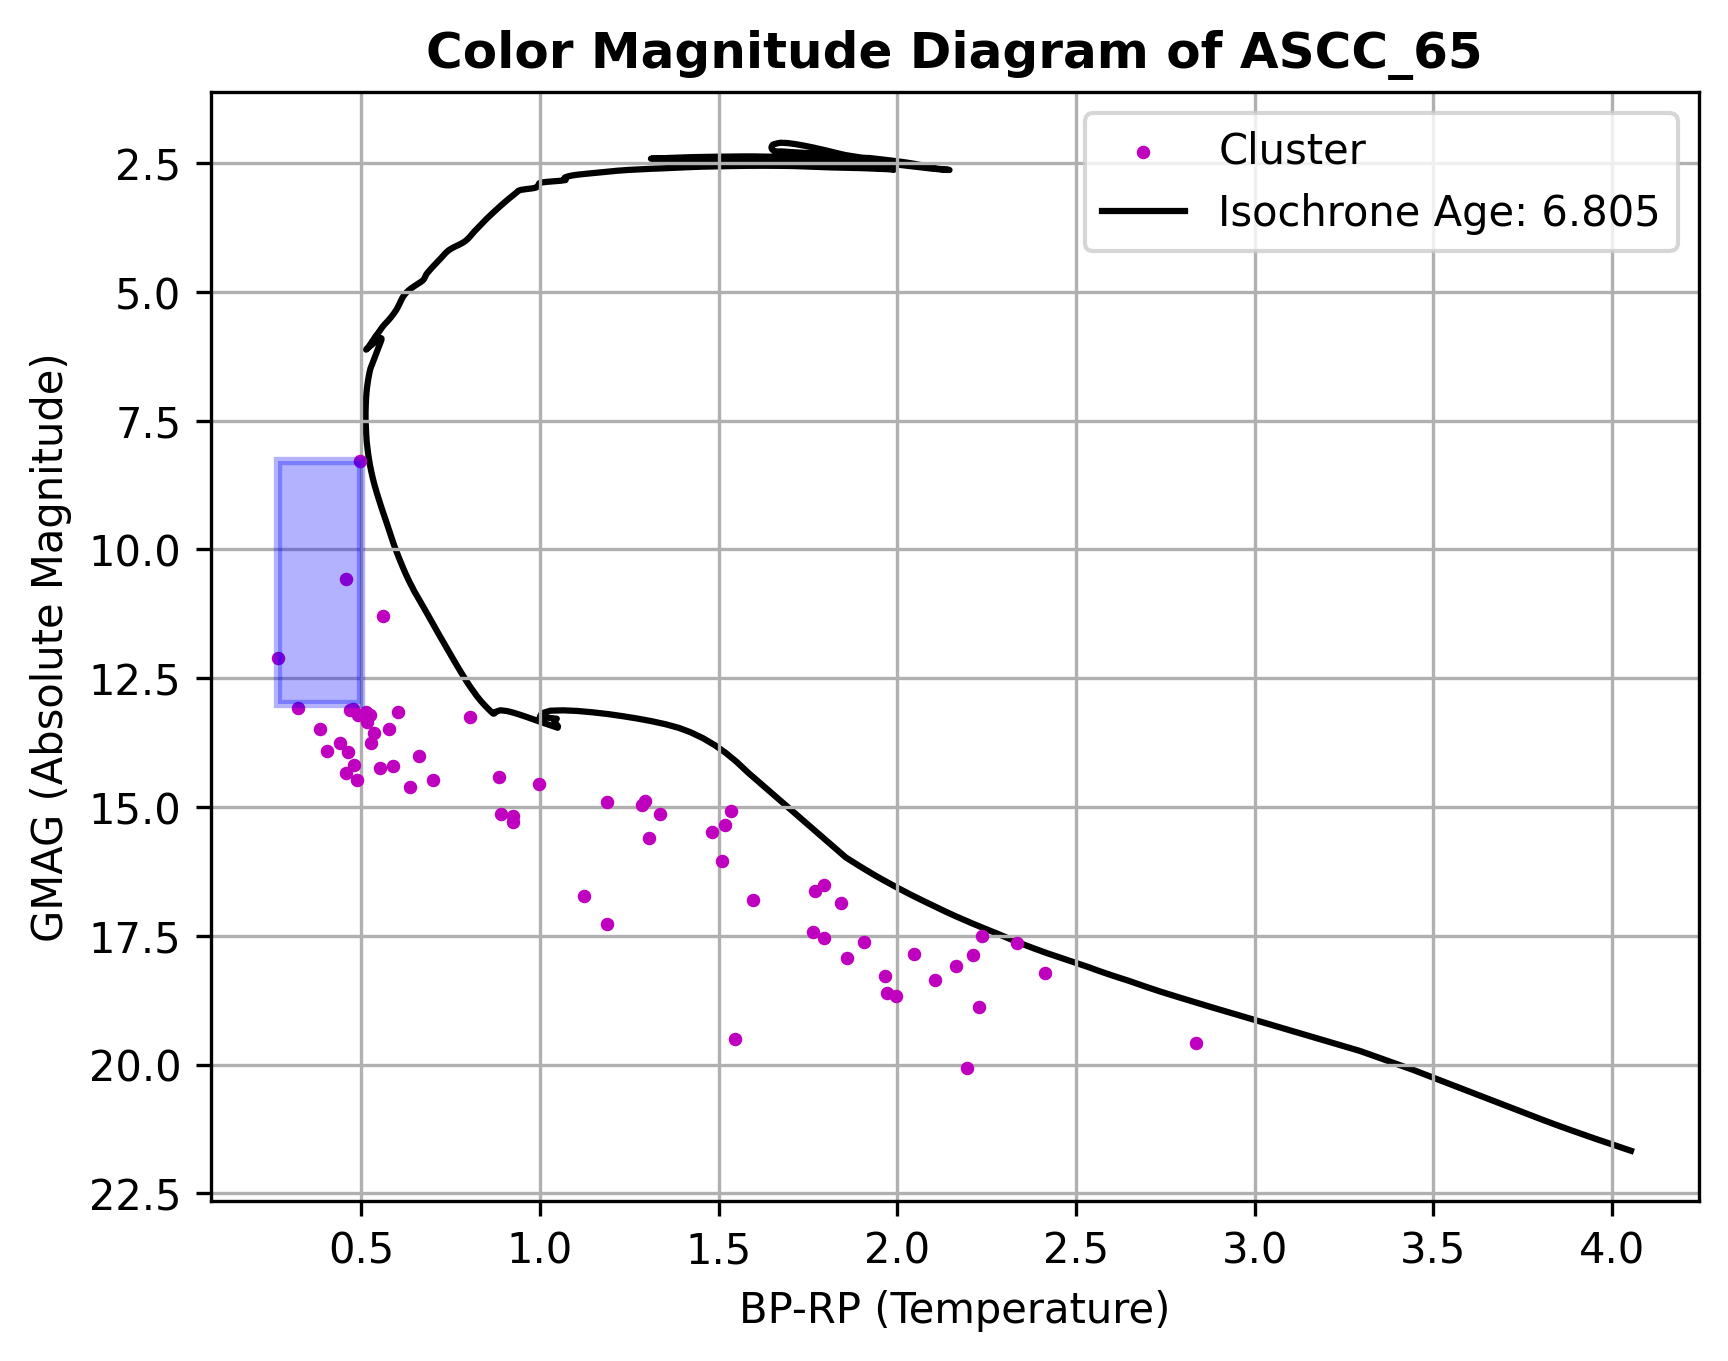 Color Magnitude Diagram of ASCC_65
Cluster
Isochrone Age: 6.805
GMAG (Absolute Magnitude)
2.5
5.0
7.5
10.0
12.5
15.0
17.5
20.0
22.5
0.5 1.0 1.5 2.0 2.5 3.0 3.5 4.0
BP-RP (Temperature)